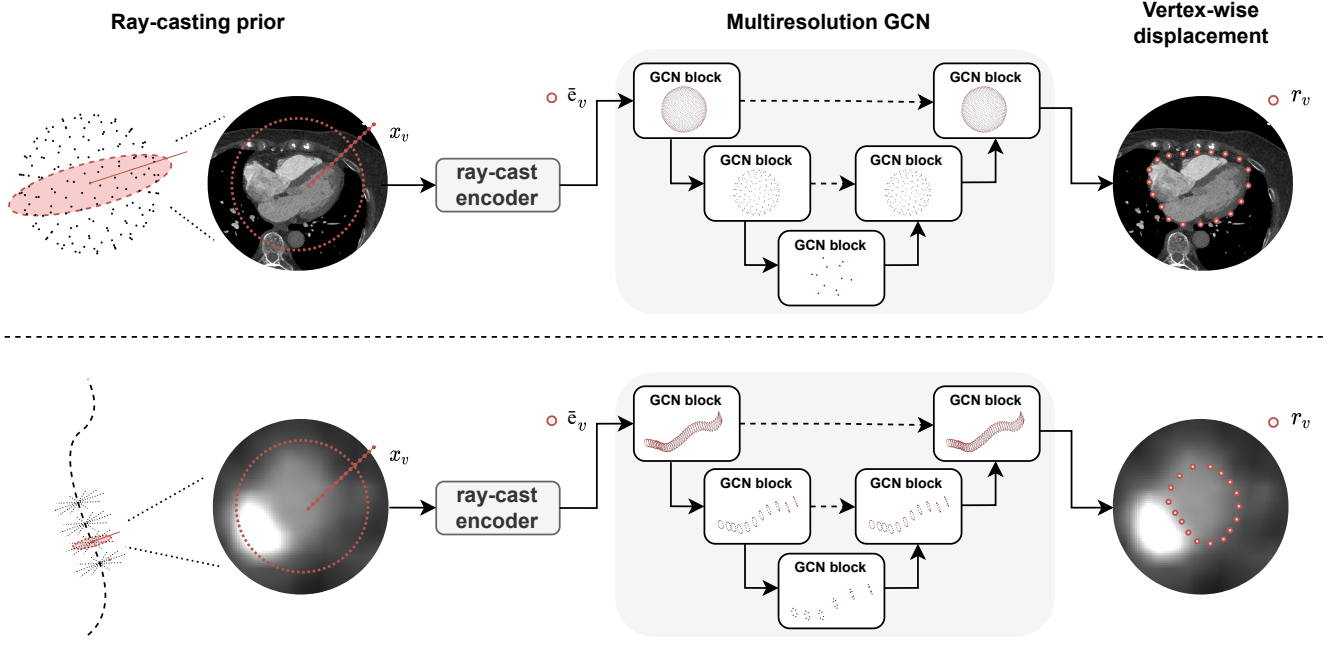 Ray-casting prior
Multiresolution GCN
Vertex-wise
displacement
x_v
ray-cast
encoder
ē_v
GCN block
GCN block
GCN block
GCN block
GCN block
r_v
x_v
ray-cast
encoder
ē_v
GCN block
GCN block
GCN block
GCN block
GCN block
r_v